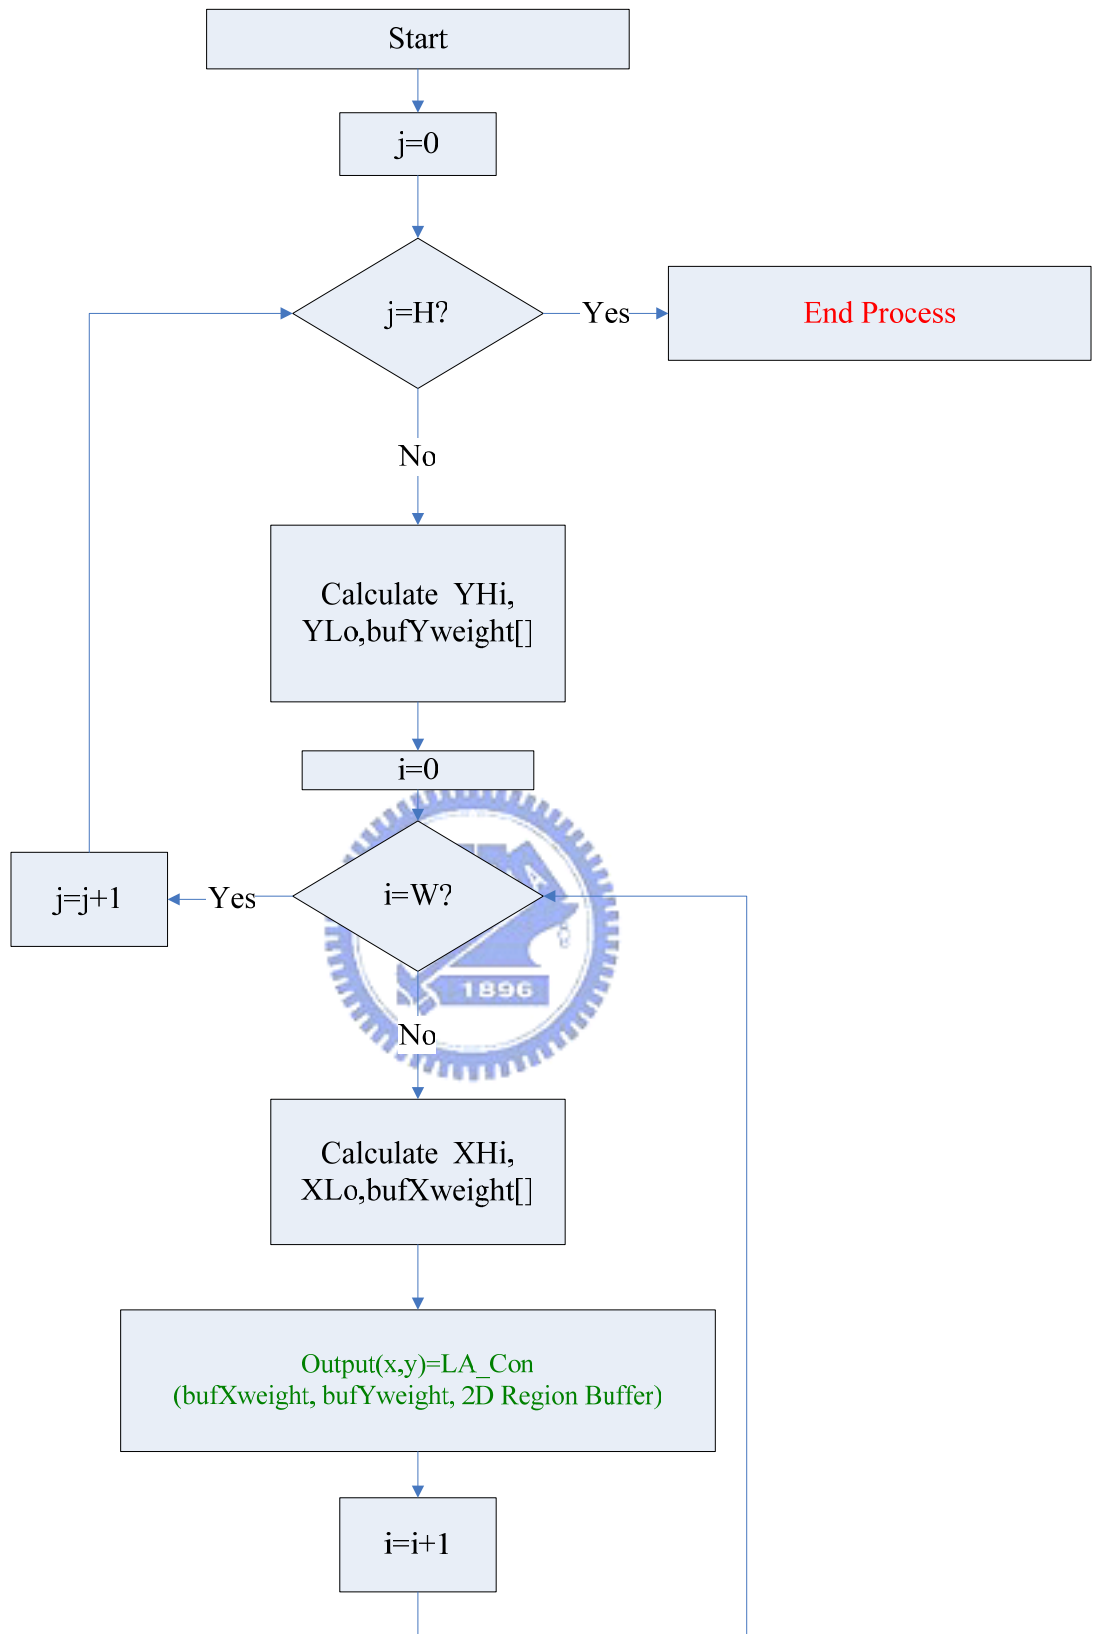 Start
j=0
j=H?
Yes
End Process
No
Calculate YHi,
YLo,bufYweight[]
i=0
i=W?
Yes
j=j+1
A
1896
No
Calculate XHi,
XLo,bufXweight[]
Output(x,y)=LA_Con
(bufXweight, bufYweight, 2D Region Buffer)
i=i+1